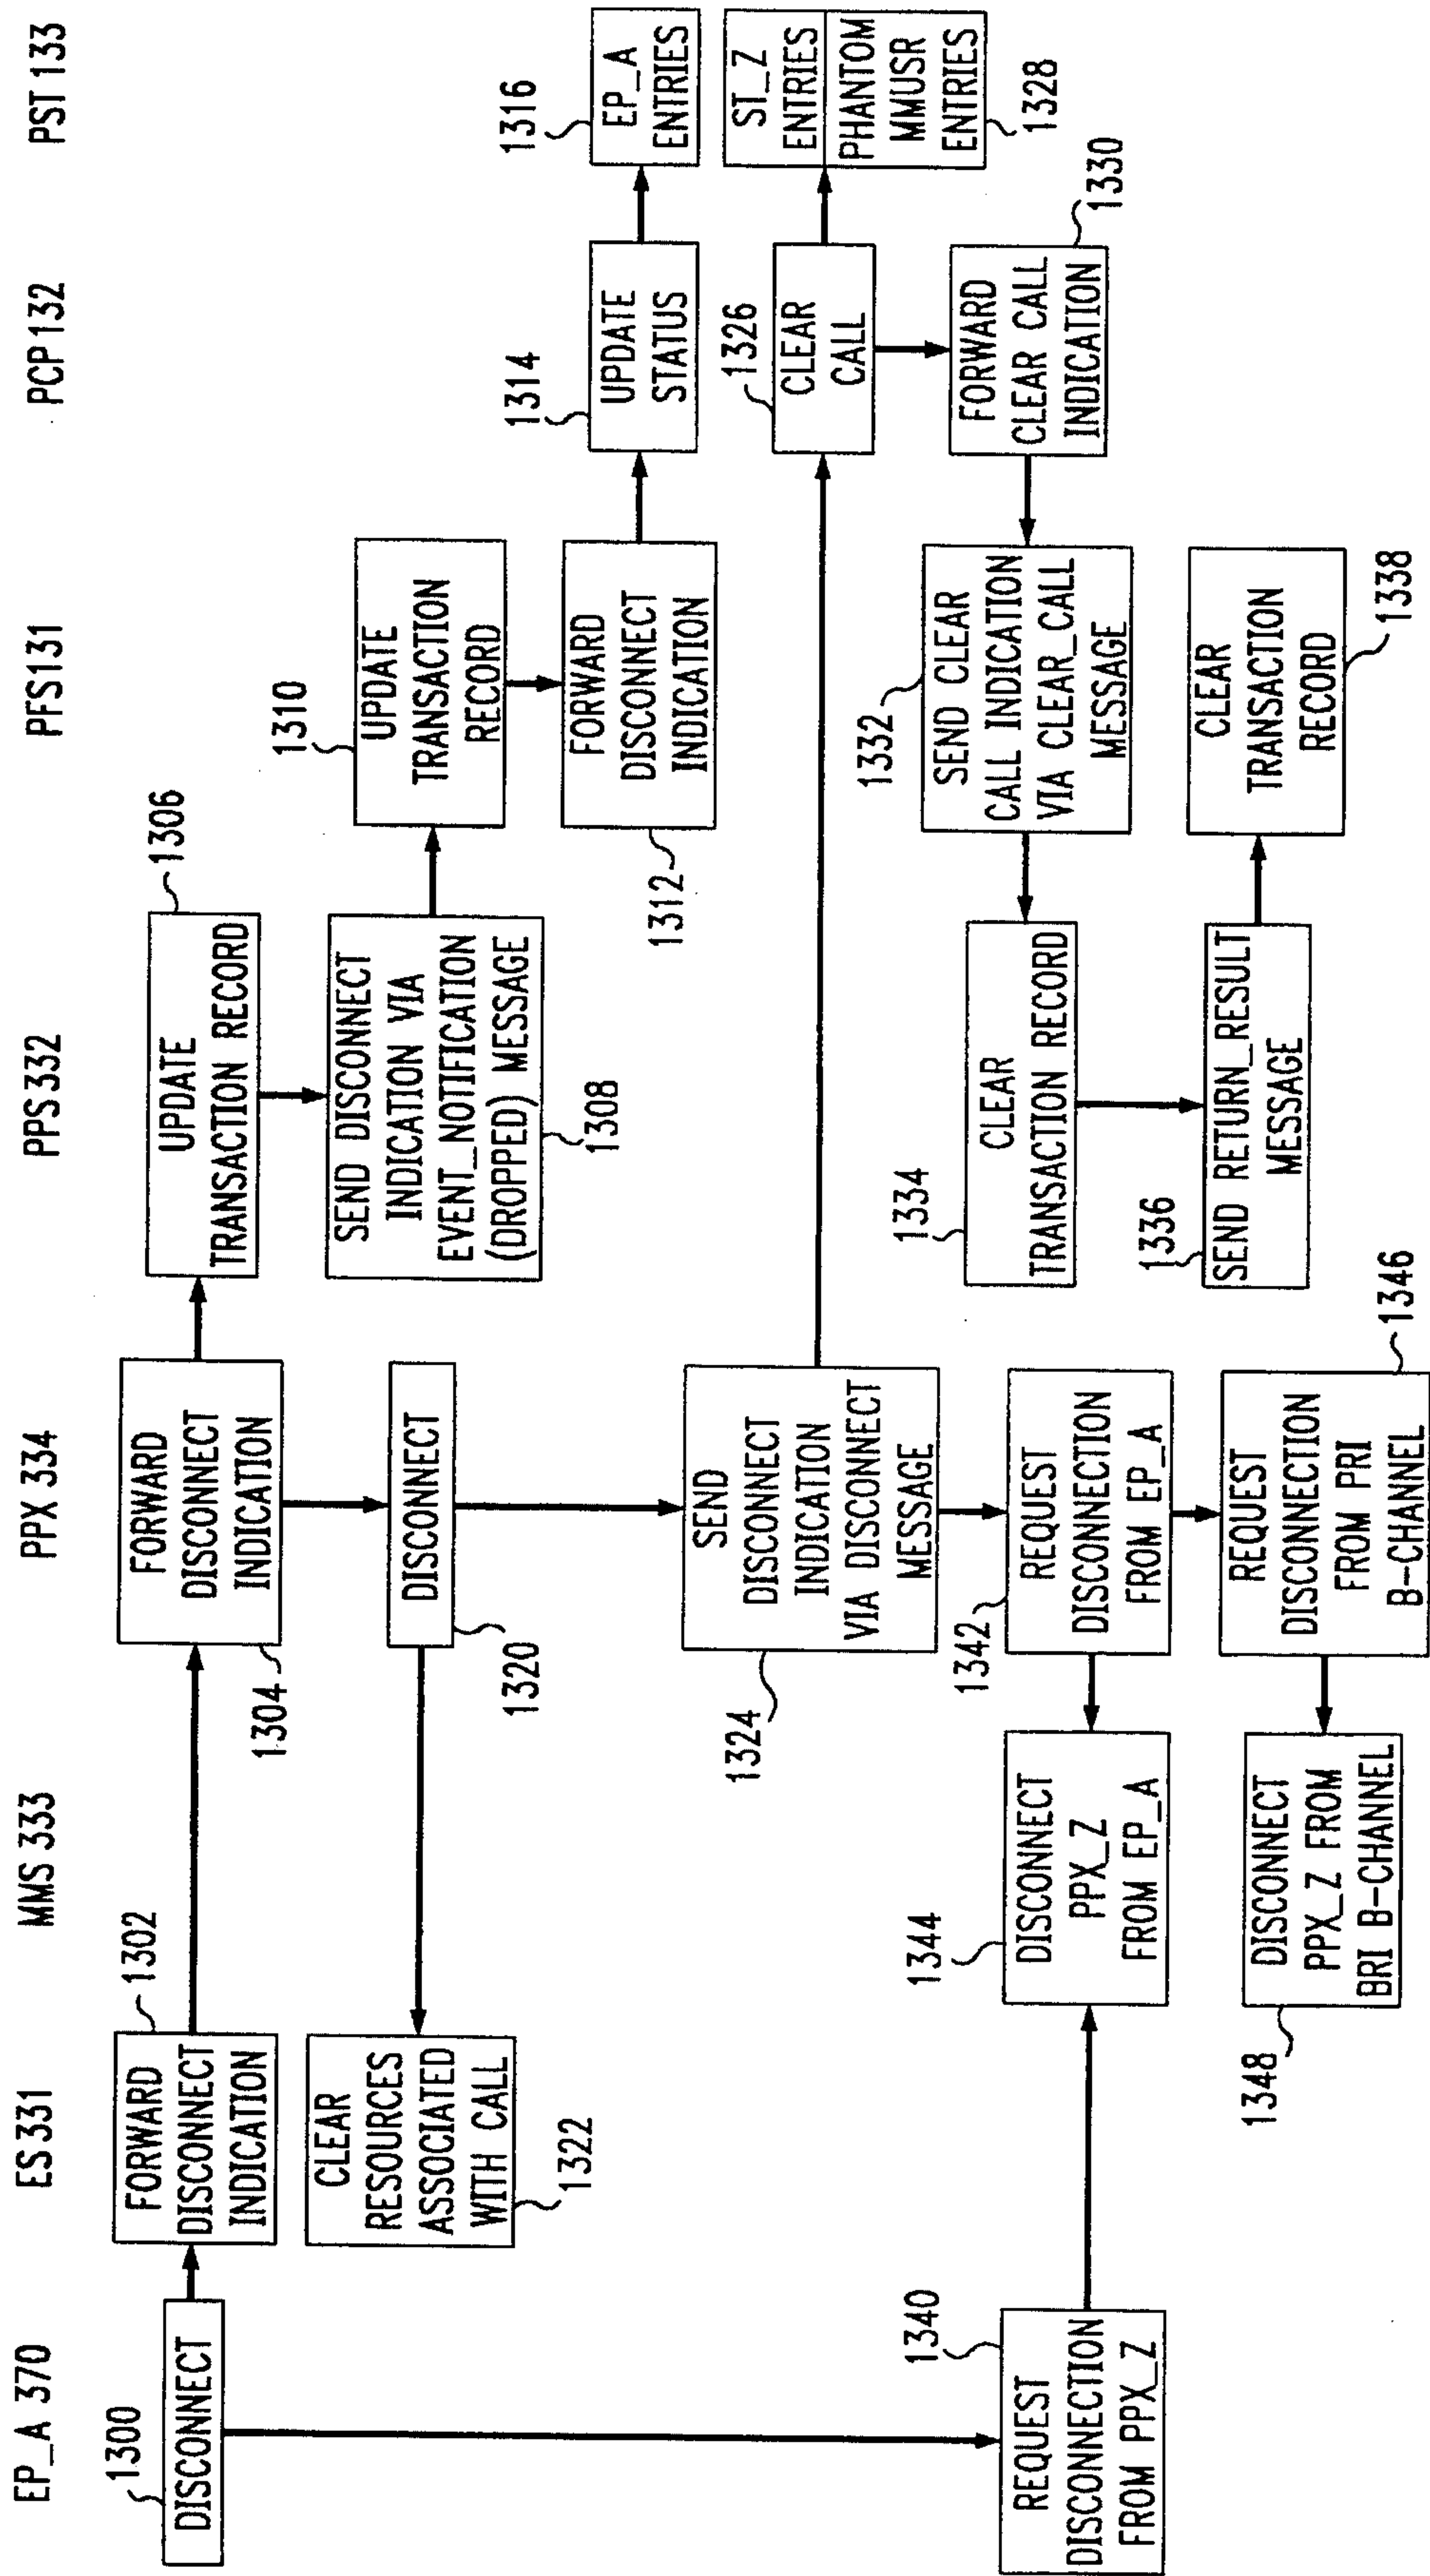 EP_A 370
ES 331
MMS 333
PPX 334
PPS 332
PFS131
PCP 132
PST 133
1300
DISCONNECT
1302
FORWARD
DISCONNECT
INDICATION
1304
FORWARD
DISCONNECT
INDICATION
1306
UPDATE
TRANSACTION RECORD
SEND DISCONNECT
INDICATION VIA
EVENT_NOTIFICATION
(DROPPED) MESSAGE
1308
1310
UPDATE
TRANSACTION
RECORD
FORWARD
DISCONNECT
INDICATION
1312
1314
UPDATE
STATUS
1316
EP_A
ENTRIES
DISCONNECT
1320
CLEAR
RESOURCES
ASSOCIATED
WITH CALL
1322
SEND
DISCONNECT
INDICATION
VIA DISCONNECT
MESSAGE
1324
1326
CLEAR
CALL
ST_Z
ENTRIES
PHANTOM
MMUSR
ENTRIES
1328
FORWARD
CLEAR CALL
INDICATION
1330
1332
SEND CLEAR
CALL INDICATION
VIA CLEAR_CALL
MESSAGE
1334
CLEAR
TRANSACTION RECORD
1336
SEND RETURN_RESULT
MESSAGE
CLEAR
TRANSACTION
RECORD
1338
1340
REQUEST
DISCONNECTION
FROM PPX_Z
1342
REQUEST
DISCONNECTION
FROM EP_A
1344
DISCONNECT
PPX_Z
FROM EP_A
1346
REQUEST
DISCONNECTION
FROM PRI
B-CHANNEL
1348
DISCONNECT
PPX_Z FROM
BRI B-CHANNEL